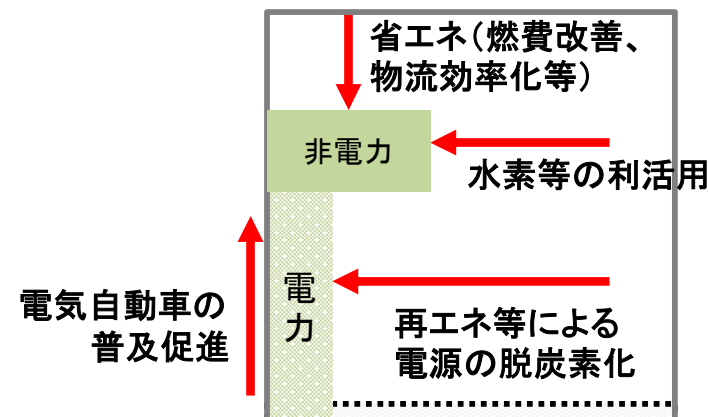 省エネ（燃費改善、
物流効率化等）
非電力
水素等の利活用
電気自動車の
普及促進
電
力
再エネ等による
電源の脱炭素化